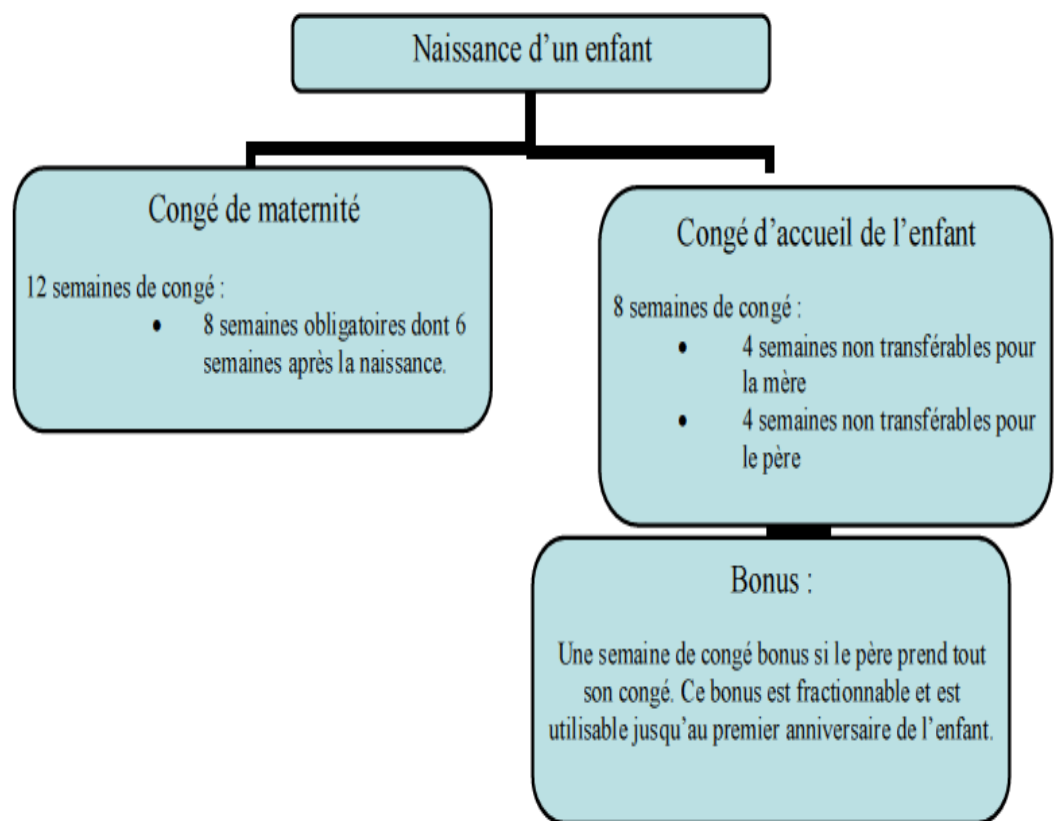 Naissance d’un enfant
Congé de maternité
12 semaines de congé :
• 8 semaines obligatoires dont 6
semaines après la naissance.
Congé d’accueil de l’enfant
8 semaines de congé :
• 4 semaines non transférables pour
la mère
• 4 semaines non transférables pour
le père
Bonus :
Une semaine de congé bonus si le père prend tout
son congé. Ce bonus est fractionnable et est
utilisable jusqu’au premier anniversaire de l’enfant.